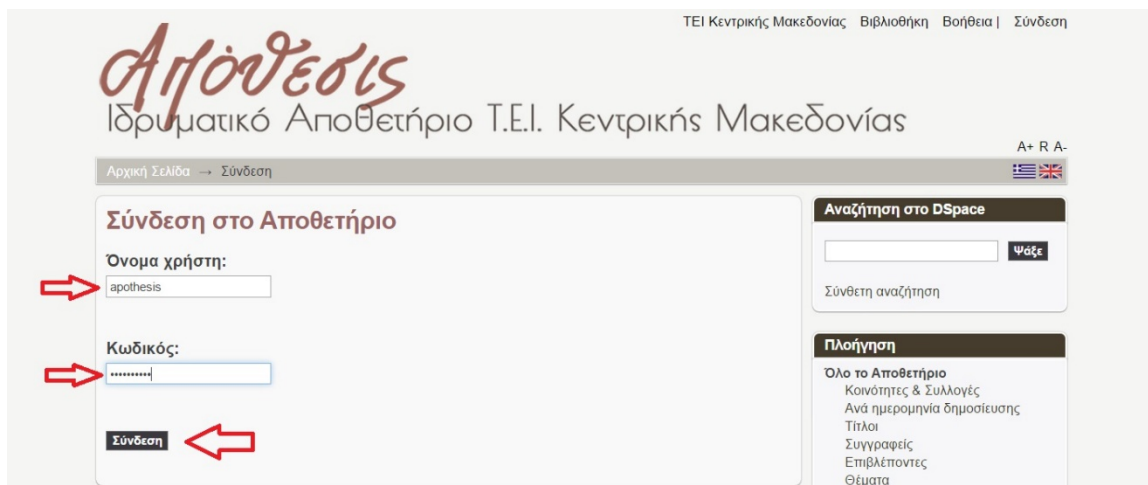 ΤΕΙ Κεντρικής Μακεδονίας Βιβλιοθήκη Βοήθεια | Σύνδεση
Απόθεσις
Ιδρυματικό Αποθετήριο Τ.Ε.Ι. Κεντρικής Μακεδονίας
A+ R A-
Αρχική Σελίδα → Σύνδεση
Σύνδεση στο Αποθετήριο
Όνομα χρήστη:
apothesis
Κωδικός:
••••••••••
Σύνδεση
Αναζήτηση στο DSpace
Ψάξε
Σύνθετη αναζήτηση
Πλοήγηση
Όλο το Αποθετήριο
Κοινότητες & Συλλογές
Ανά ημερομηνία δημοσίευσης
Τίτλοι
Συγγραφείς
Επιβλέποντες
Θέματα